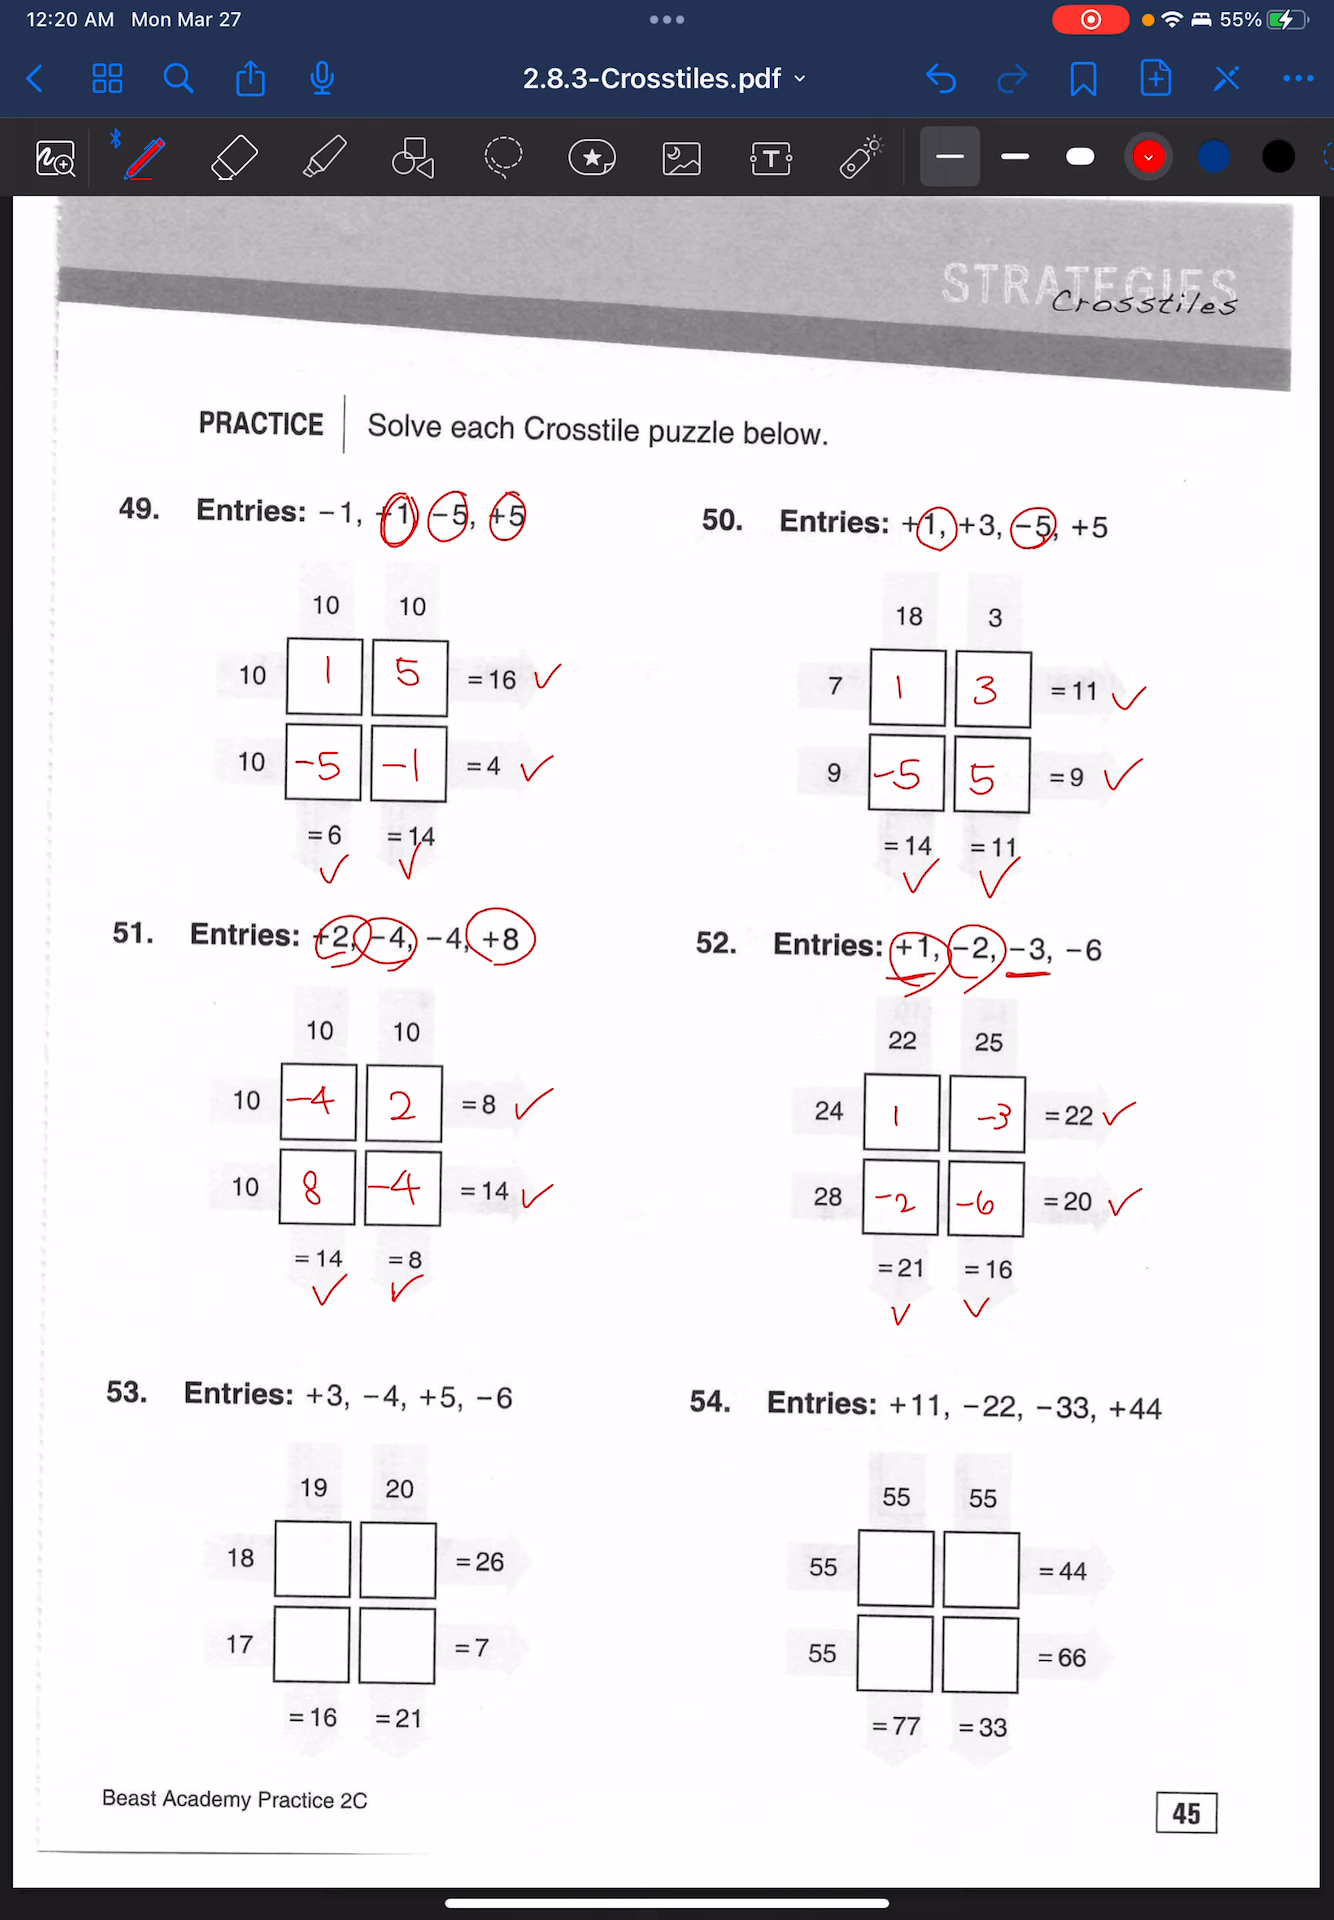 12:20 AM Mon Mar 27
55%
2.8.3-Crosstiles.pdf
T
STRATEGIES
Crosstiles
PRACTICE Solve each Crosstile puzzle below.
49. Entries: −1, +1, −5, +5
10 10
10 1 5 = 16 ✓
10 −5 −1 = 4 ✓
= 6 = 14
✓ ✓
50. Entries: +1, +3, −5, +5
18 3
7 1 3 = 11 ✓
9 −5 5 = 9 ✓
= 14 = 11
✓ ✓
51. Entries: +2, −4, −4, +8
10 10
10 −4 2 = 8 ✓
10 8 −4 = 14 ✓
= 14 = 8
✓ ✓
52. Entries: +1, −2, −3, −6
22 25
24 1 −3 = 22 ✓
28 −2 −6 = 20 ✓
= 21 = 16
✓ ✓
53. Entries: +3, −4, +5, −6
19 20
18 = 26
17 = 7
= 16 = 21
54. Entries: +11, −22, −33, +44
55 55
55 = 44
55 = 66
= 77 = 33
Beast Academy Practice 2C
45